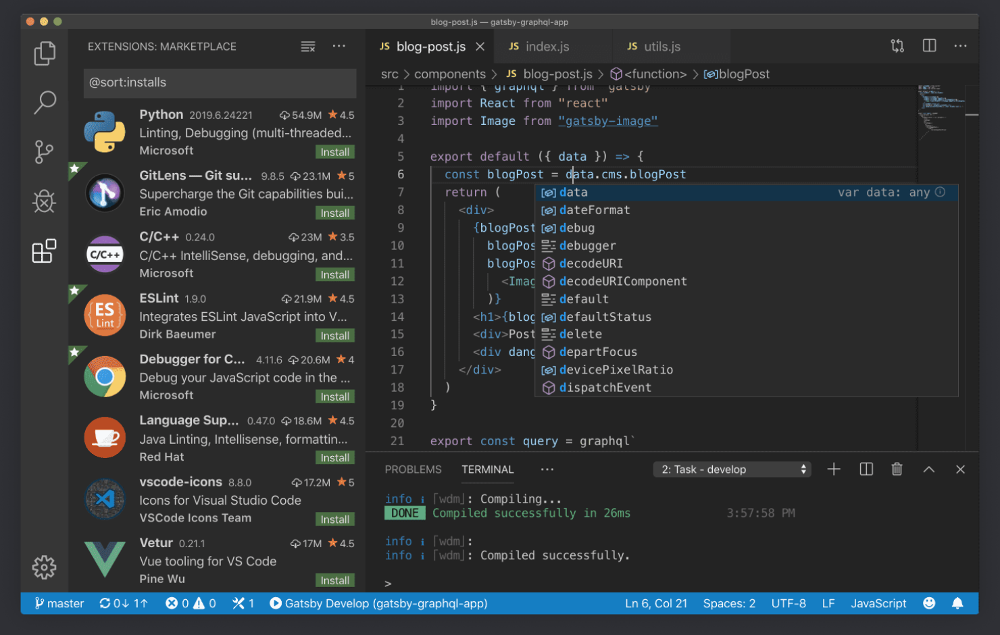 blog-post.js — gatsby-graphql-app
EXTENSIONS: MARKETPLACE
@sort:installs
Python 2019.6.24221 54.9M 4.5
Linting, Debugging (multi-threaded...
Microsoft Install
GitLens — Git su... 9.8.5 23.1M 5
Supercharge the Git capabilities bui...
Eric Amodio Install
C/C++
C/C++ 0.24.0 23M 3.5
C/C++ IntelliSense, debugging, and...
Microsoft Install
ES
Lint
ESLint 1.9.0 21.9M 4.5
Integrates ESLint JavaScript into V...
Dirk Baeumer Install
Debugger for C... 4.11.6 20.6M 4
Debug your JavaScript code in the ...
Microsoft Install
Language Sup... 0.47.0 18.6M 4.5
Java Linting, Intellisense, formattin...
Red Hat Install
vscode-icons 8.8.0 17.2M 5
Icons for Visual Studio Code
VSCode Icons Team Install
Vetur 0.21.1 17M 4.5
Vue tooling for VS Code
Pine Wu Install
JS blog-post.js JS index.js JS utils.js
src > components > JS blog-post.js > <function> > blogPost
1 import { graphql } from "gatsby"
2 import React from "react"
3 import Image from "gatsby-image"
4
5 export default ({ data }) => {
6 const blogPost = data.cms.blogPost
7 return (
8 <div>
9 {blogPost
10 blogPos
11 blogPos
12 <Imag
13 )}
14 <h1>{blog
15 <div>Post
16 <div dang
17 </div>
18 )
19 }
20
21 export const query = graphql`
data var data: any
dateFormat
debug
debugger
decodeURI
decodeURIComponent
default
defaultStatus
delete
departFocus
devicePixelRatio
dispatchEvent
PROBLEMS TERMINAL ... 2: Task - develop
info i ｢wdm｣: Compiling...
DONE Compiled successfully in 26ms 3:57:58 PM
info i ｢wdm｣:
info i ｢wdm｣: Compiled successfully.
>
master 0↓ 1↑ 0 0 1 Gatsby Develop (gatsby-graphql-app) Ln 6, Col 21 Spaces: 2 UTF-8 LF JavaScript